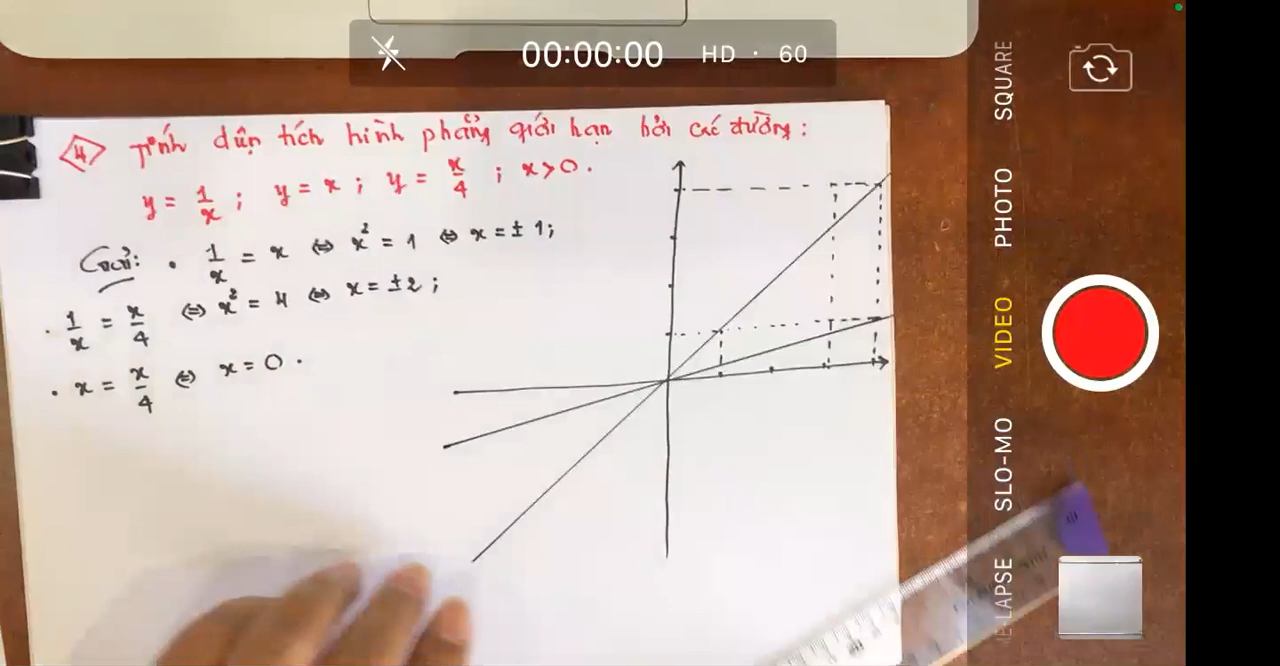 00:00:00 HD · 60
4 Tính diện tích hình phẳng giới hạn bởi các đường:
y = 1/x ; y = x ; y = x/4 ; x > 0.
Giải: . 1/x = x ⇔ x² = 1 ⇔ x = ± 1;
. 1/x = x/4 ⇔ x² = 4 ⇔ x = ±2 ;
. x = x/4 ⇔ x = 0 .
SQUARE
PHOTO
VIDEO
SLO-MO
E-LAPSE